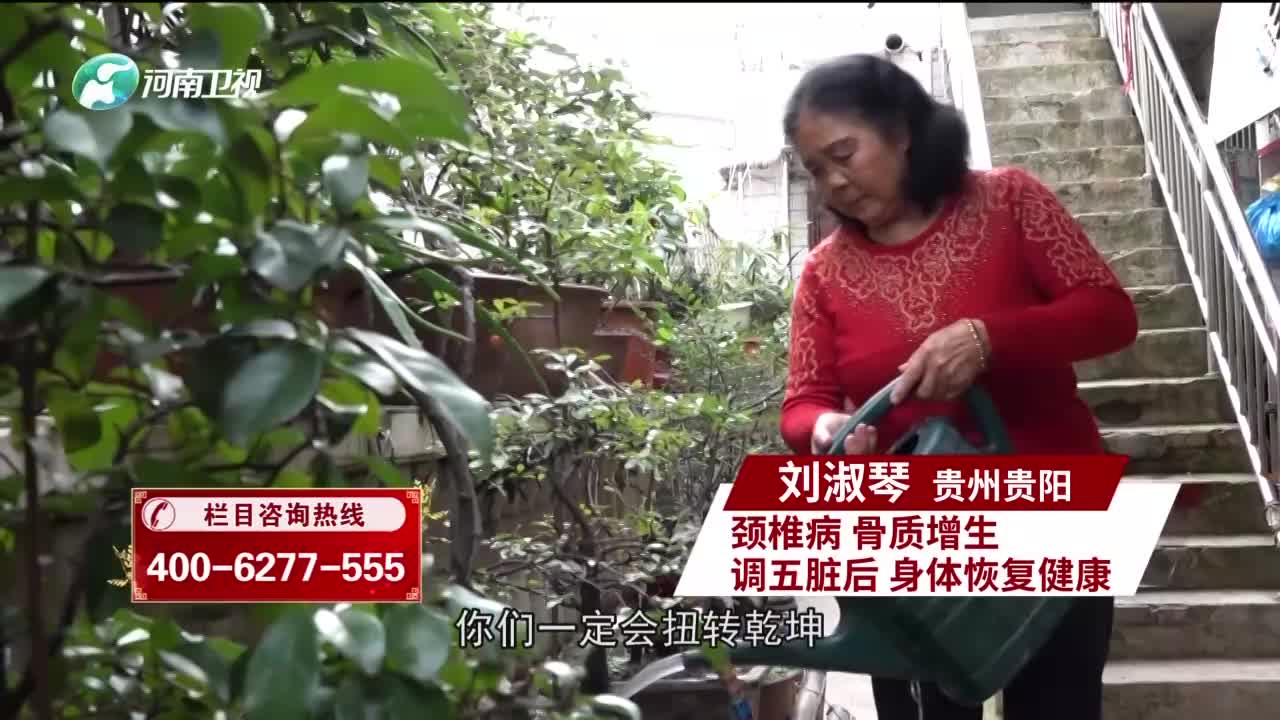 河南卫视
刘淑琴 贵州贵阳
颈椎病 骨质增生
调五脏后 身体恢复健康
栏目咨询热线
400-6277-555
你们一定会扭转乾坤